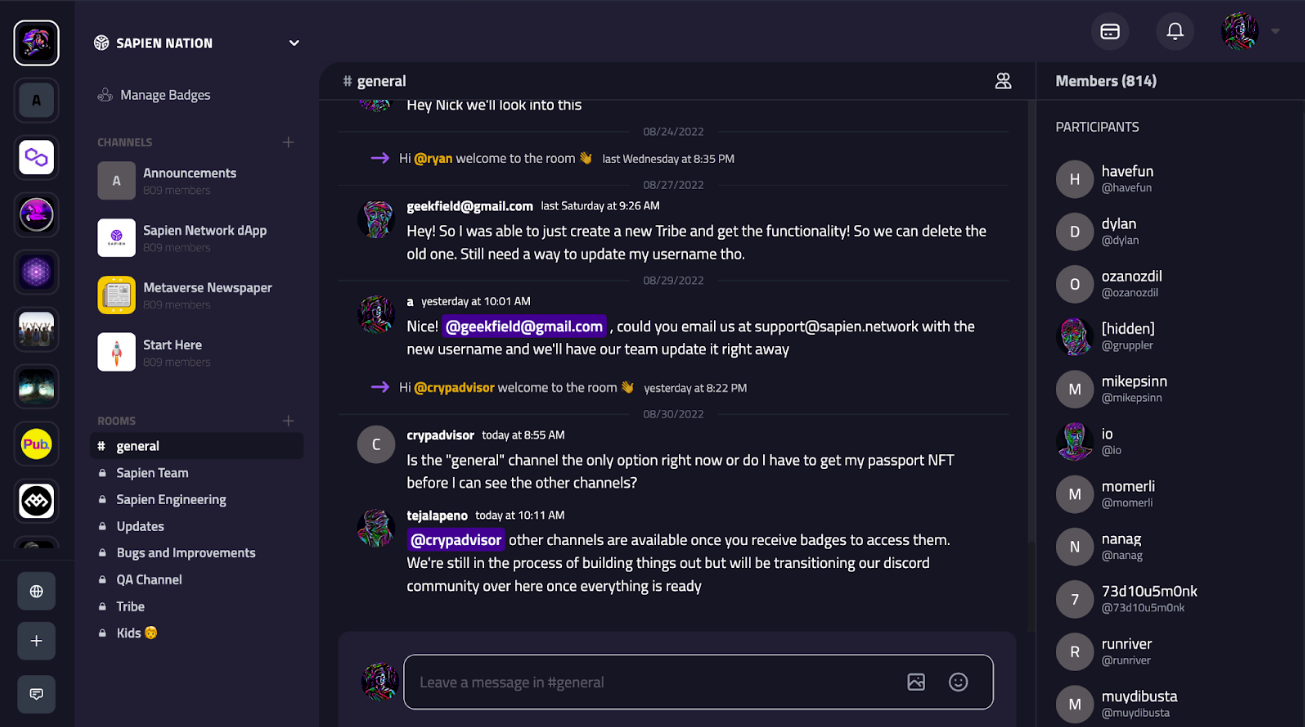 SAPIEN NATION
Manage Badges
CHANNELS
A
A
Announcements
809 members
SAPIEN
Sapien Network dApp
809 members
Metaverse Newspaper
809 members
Start Here
809 members
Pub.
ROOMS
# general
Sapien Team
Sapien Engineering
Updates
Bugs and Improvements
QA Channel
Tribe
Kids 👨
# general
Hey Nick we'll look into this
08/24/2022
Hi @ryan welcome to the room 👋 last Wednesday at 8:35 PM
08/27/2022
geekfield@gmail.com last Saturday at 9:26 AM
Hey! So I was able to just create a new Tribe and get the functionality! So we can delete the
old one. Still need a way to update my username tho.
08/29/2022
a yesterday at 10:01 AM
Nice! @geekfield@gmail.com , could you email us at support@sapien.network with the
new username and we'll have our team update it right away
Hi @crypadvisor welcome to the room 👋 yesterday at 8:22 PM
08/30/2022
C
crypadvisor today at 8:55 AM
Is the "general" channel the only option right now or do I have to get my passport NFT
before I can see the other channels?
tejalapeno today at 10:11 AM
@crypadvisor other channels are available once you receive badges to access them.
We're still in the process of building things out but will be transitioning our discord
community over here once everything is ready
Leave a message in #general
Members (814)
PARTICIPANTS
H
havefun
@havefun
D
dylan
@dylan
O
ozanozdil
@ozanozdil
[hidden]
@gruppler
M
mikepsinn
@mikepsinn
io
@io
M
momerli
@momerli
N
nanag
@nanag
7
73d10u5m0nk
@73d10u5m0nk
R
runriver
@runriver
M
muydibusta
@muydibusta